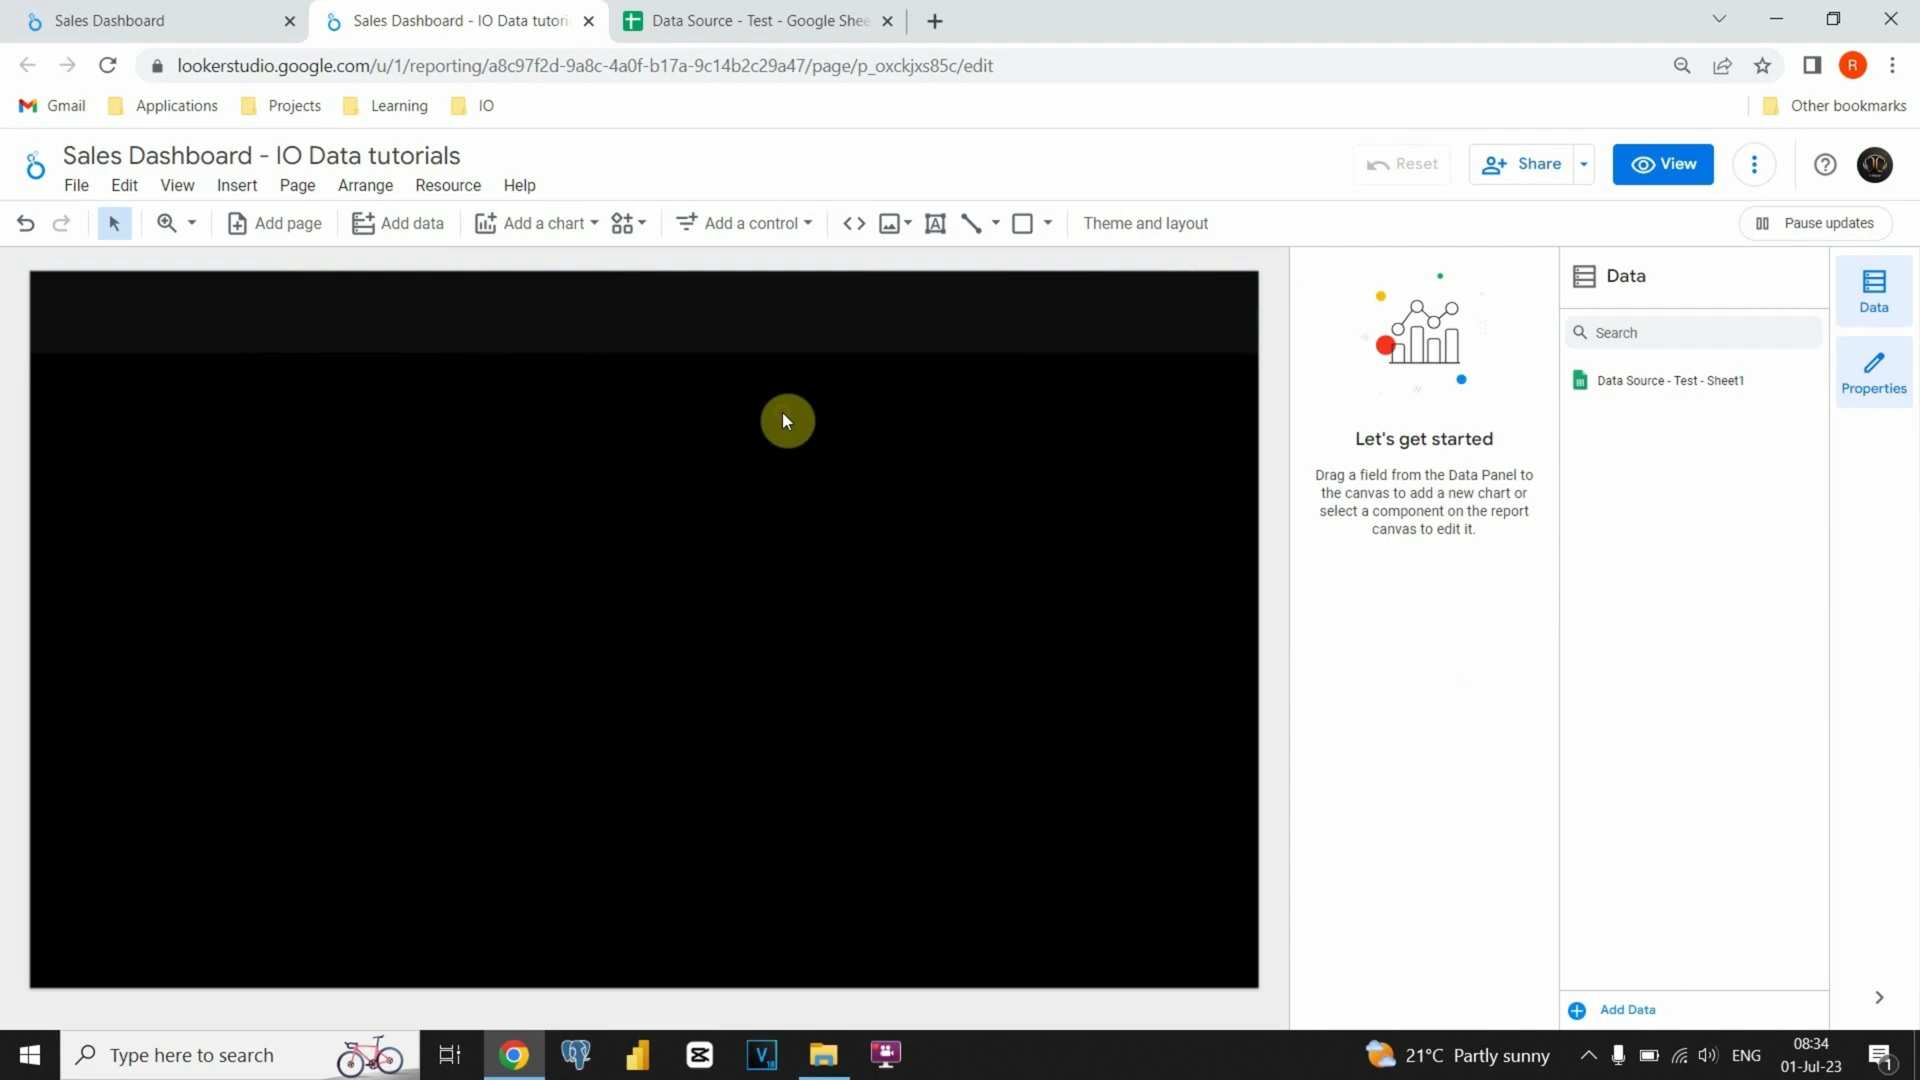 Sales Dashboard
Sales Dashboard - IO Data tutori
Data Source - Test - Google Shee
lookerstudio.google.com/u/1/reporting/a8c97f2d-9a8c-4a0f-b17a-9c14b2c29a47/page/p_oxckjxs85c/edit
R
Gmail
Applications
Projects
Learning
IO
Other bookmarks
Sales Dashboard - IO Data tutorials
File Edit View Insert Page Arrange Resource Help
Reset
Share
View
Add page
Add data
Add a chart
Add a control
Theme and layout
Pause updates
Let's get started
Drag a field from the Data Panel to
the canvas to add a new chart or
select a component on the report
canvas to edit it.
Data
Search
Data Source - Test - Sheet1
Add Data
Data
Properties
Type here to search
21°C Partly sunny
ENG
08:34
01-Jul-23
1